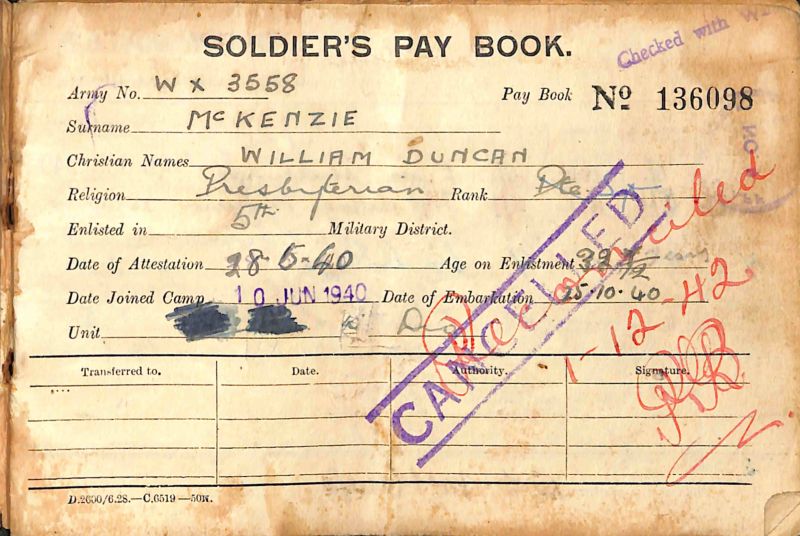 SOLDIER'S PAY BOOK.
Checked with
Army No. WX 3558 Pay Book Nº 136098
Surname McKENZIE
Christian Names WILLIAM DUNCAN
Religion Presbyterian Rank Pte
Enlisted in 5th Military District.
Date of Attestation 28·5·40 Age on Enlistment
Date Joined Camp 10 JUN 1940 Date of Embarkation 25·10·40
Unit
CANCELLED
Reconciled
1-12-42
Transferred to. Date. Authority. Signature.
D.2600/6.28.—C.6519—50M.